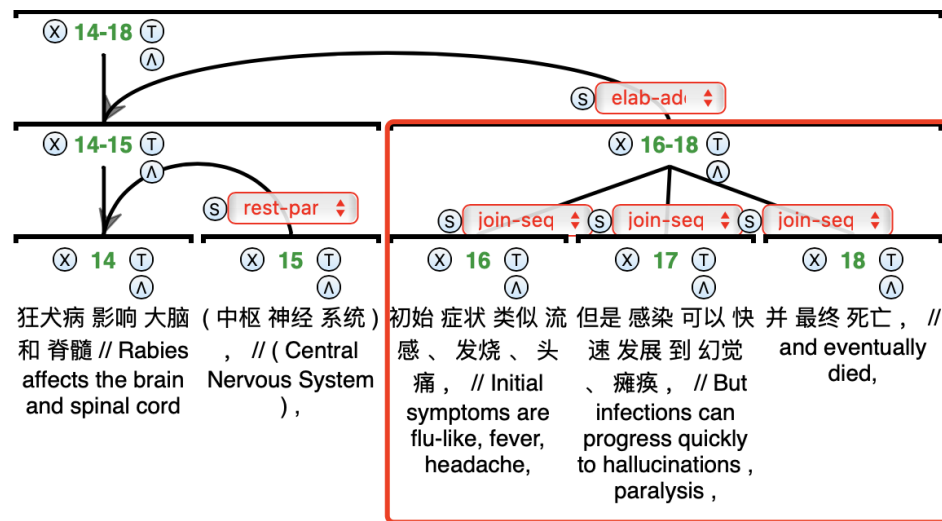 X 14-18 T
Λ
S elab-ad
X 14-15 T
Λ
X 16-18 T
Λ
S rest-par
S join-seq
S join-seq
S join-seq
X 14 T
Λ
X 15 T
Λ
X 16 T
Λ
X 17 T
Λ
X 18 T
Λ
狂犬病 影响 大脑
和 脊髓 // Rabies
affects the brain
and spinal cord
( 中枢 神经 系统 )
， // ( Central
Nervous System
) ,
初始 症状 类似 流
感 、 发烧 、 头
痛 ， // Initial
symptoms are
flu-like, fever,
headache,
但是 感染 可以 快
速 发展 到 幻觉
、 瘫痪 ， // But
infections can
progress quickly
to hallucinations ,
paralysis ,
并 最终 死亡 ， //
and eventually
died,